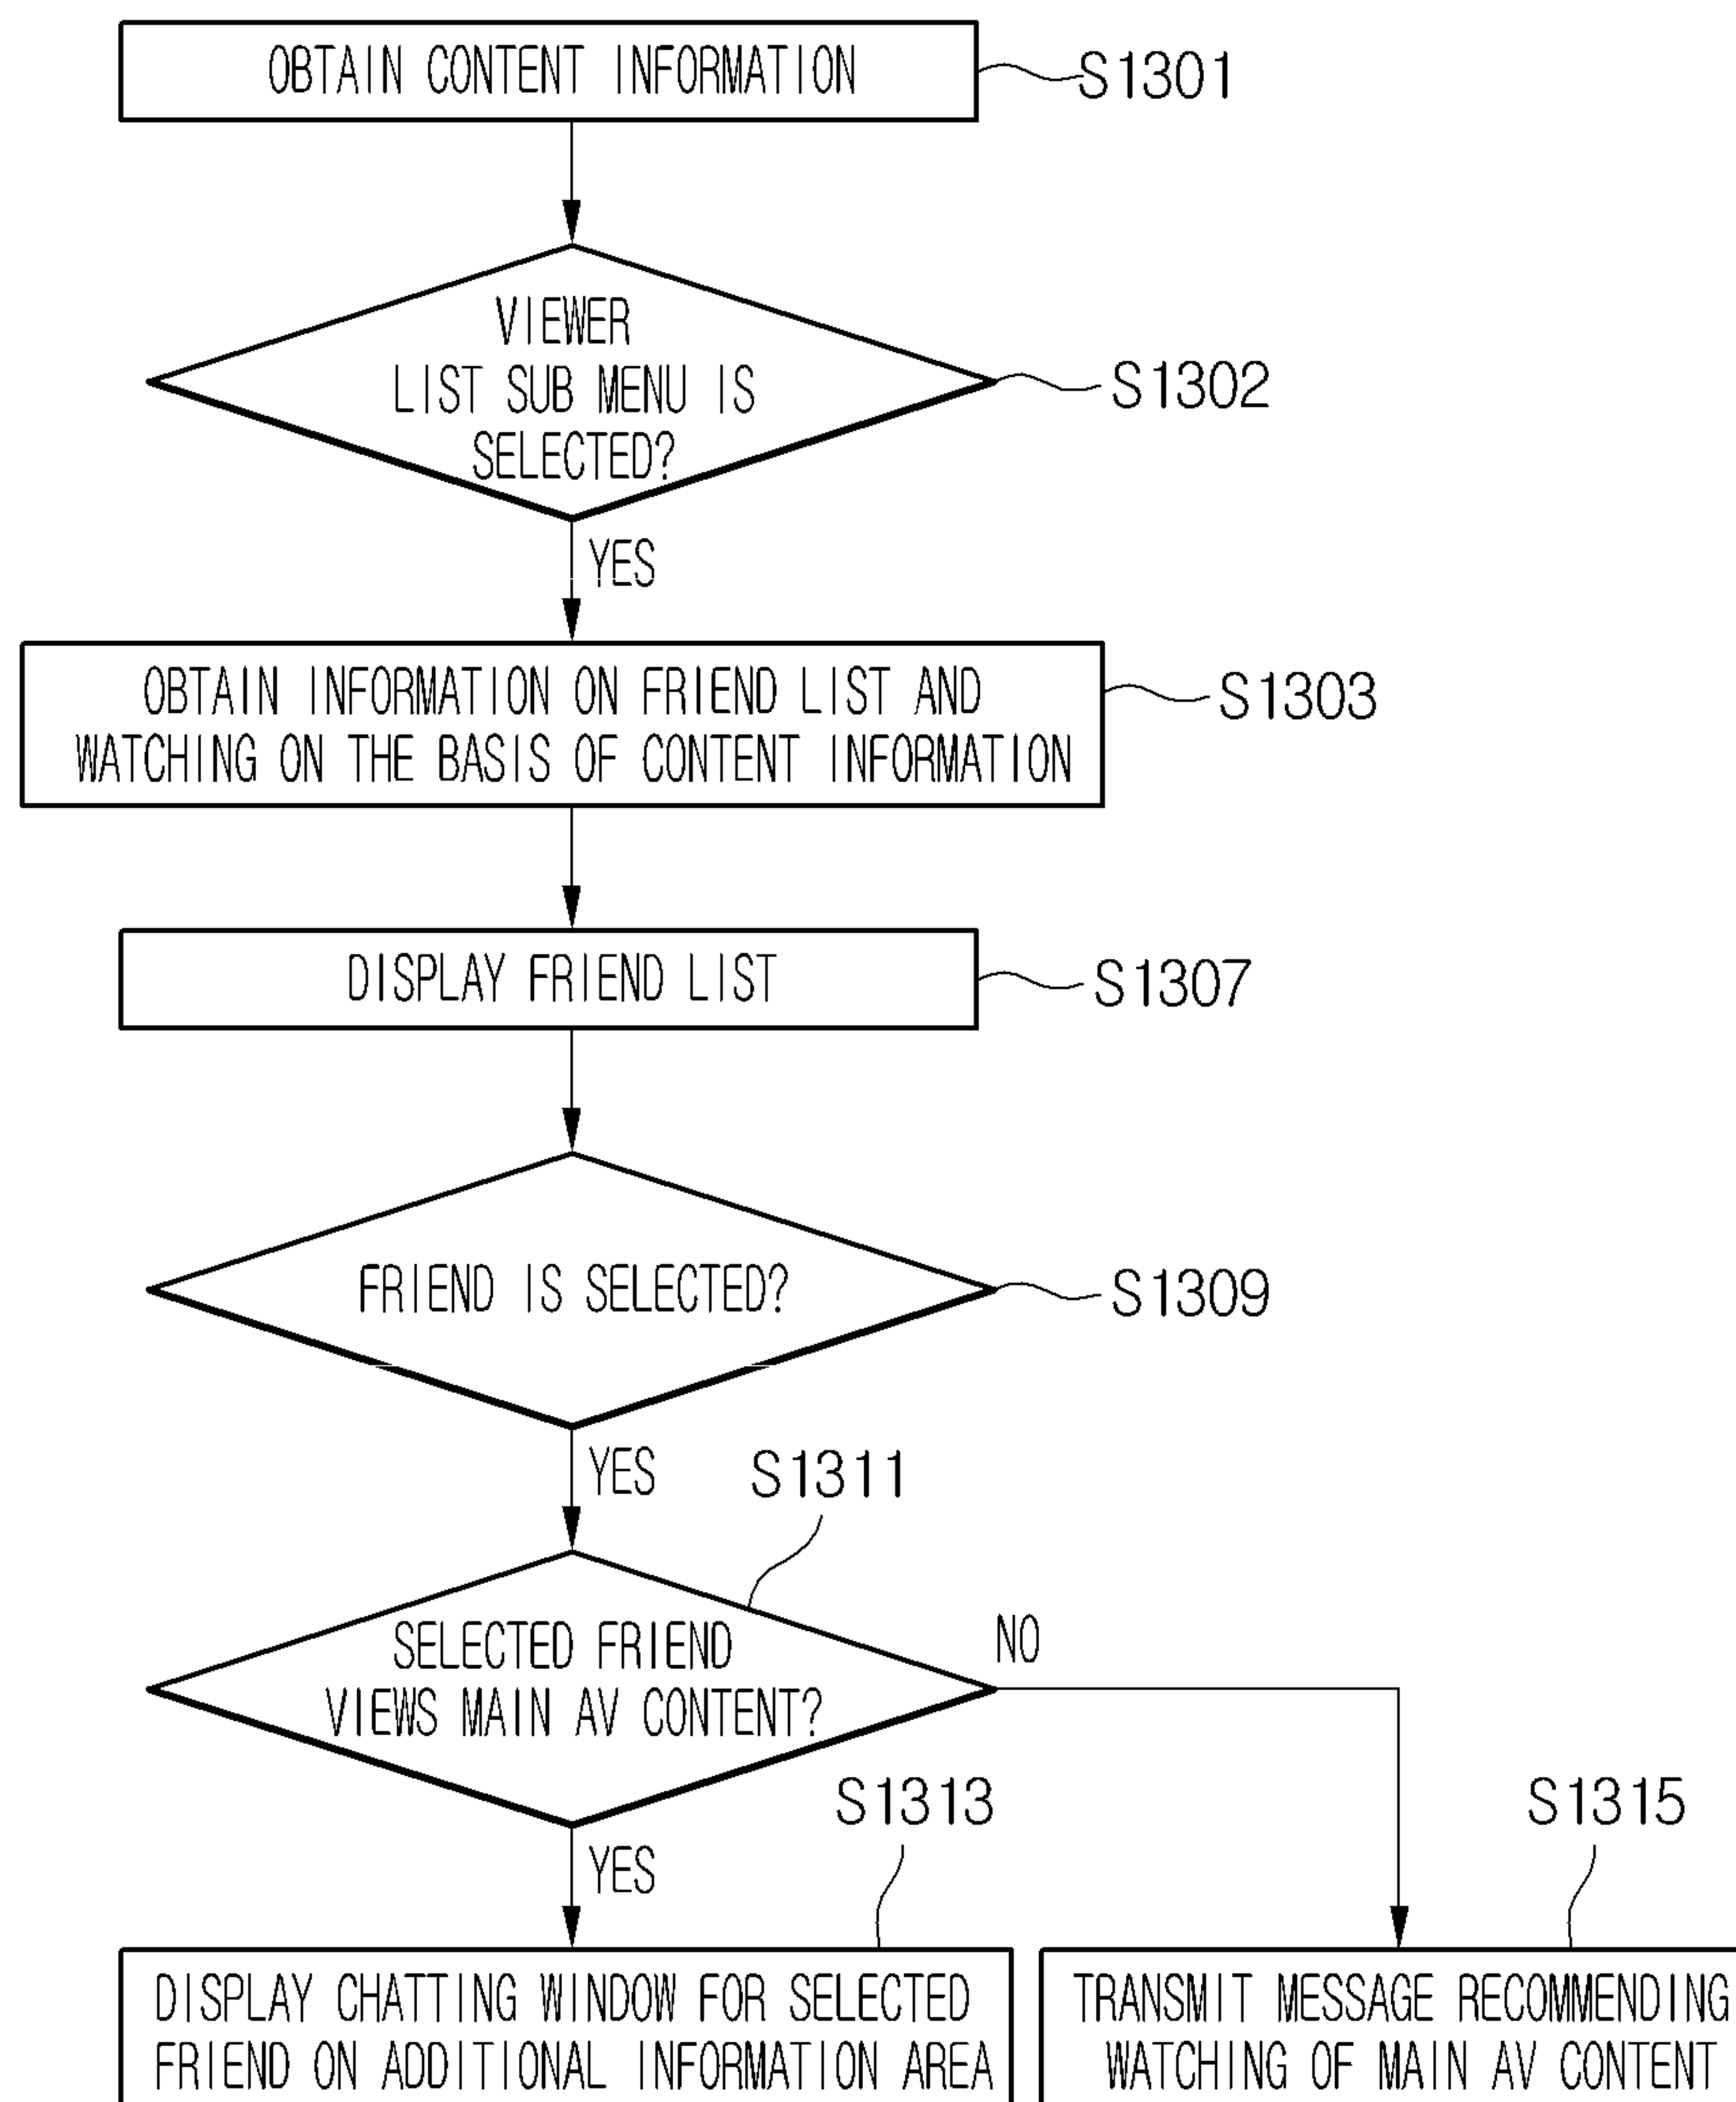 OBTAIN CONTENT INFORMATION
S1301
VIEWER
LIST SUB MENU IS
SELECTED?
S1302
YES
OBTAIN INFORMATION ON FRIEND LIST AND
WATCHING ON THE BASIS OF CONTENT INFORMATION
S1303
DISPLAY FRIEND LIST
S1307
FRIEND IS SELECTED?
S1309
YES
S1311
SELECTED FRIEND
VIEWS MAIN AV CONTENT?
NO
YES
S1313
S1315
DISPLAY CHATTING WINDOW FOR SELECTED
FRIEND ON ADDITIONAL INFORMATION AREA
TRANSMIT MESSAGE RECOMMENDING
WATCHING OF MAIN AV CONTENT